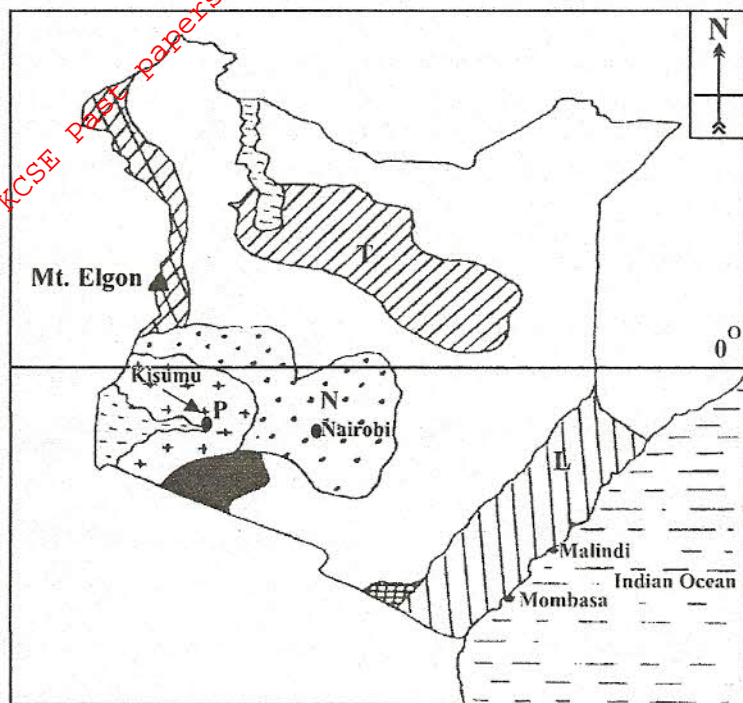 KCSE Past papers
N
T
Mt. Elgon
0°
Kisumu
P
N
Nairobi
L
Malindi
Indian Ocean
Mombasa